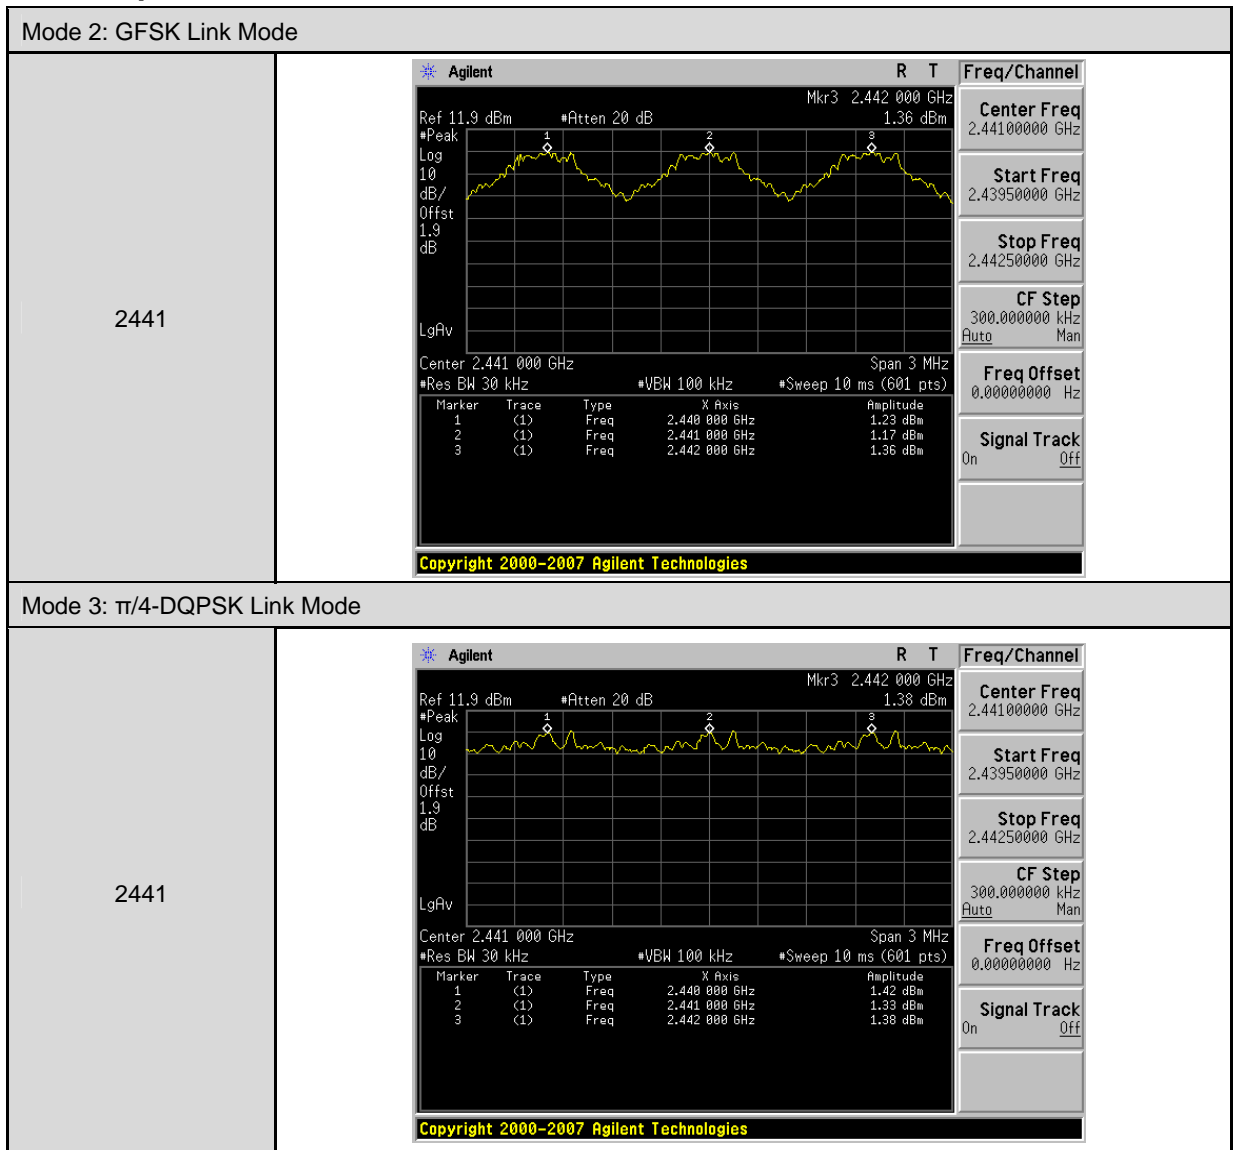 Mode 2: GFSK Link Mode
2441
Agilent R T Freq/Channel
Mkr3 2.442 000 GHz
Ref 11.9 dBm #Atten 20 dB 1.36 dBm
#Peak
Log
10
dB/
Offst
1.9
dB
LgAv
1 2 3
Center 2.441 000 GHz Span 3 MHz
#Res BW 30 kHz #VBW 100 kHz #Sweep 10 ms (601 pts)
Marker Trace Type X Axis Amplitude
1 (1) Freq 2.440 000 GHz 1.23 dBm
2 (1) Freq 2.441 000 GHz 1.17 dBm
3 (1) Freq 2.442 000 GHz 1.36 dBm
Center Freq
2.44100000 GHz
Start Freq
2.43950000 GHz
Stop Freq
2.44250000 GHz
CF Step
300.000000 kHz
Auto Man
Freq Offset
0.00000000 Hz
Signal Track
On Off
Copyright 2000-2007 Agilent Technologies
Mode 3: π/4-DQPSK Link Mode
2441
Agilent R T Freq/Channel
Mkr3 2.442 000 GHz
Ref 11.9 dBm #Atten 20 dB 1.38 dBm
#Peak
Log
10
dB/
Offst
1.9
dB
LgAv
1 2 3
Center 2.441 000 GHz Span 3 MHz
#Res BW 30 kHz #VBW 100 kHz #Sweep 10 ms (601 pts)
Marker Trace Type X Axis Amplitude
1 (1) Freq 2.440 000 GHz 1.42 dBm
2 (1) Freq 2.441 000 GHz 1.33 dBm
3 (1) Freq 2.442 000 GHz 1.38 dBm
Center Freq
2.44100000 GHz
Start Freq
2.43950000 GHz
Stop Freq
2.44250000 GHz
CF Step
300.000000 kHz
Auto Man
Freq Offset
0.00000000 Hz
Signal Track
On Off
Copyright 2000-2007 Agilent Technologies